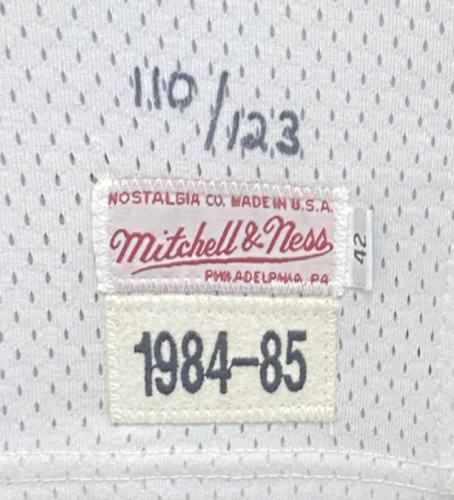 110/123
NOSTALGIA CO. MADE IN U.S.A.
Mitchell & Ness
PHILADELPHIA, PA
42
1984-85